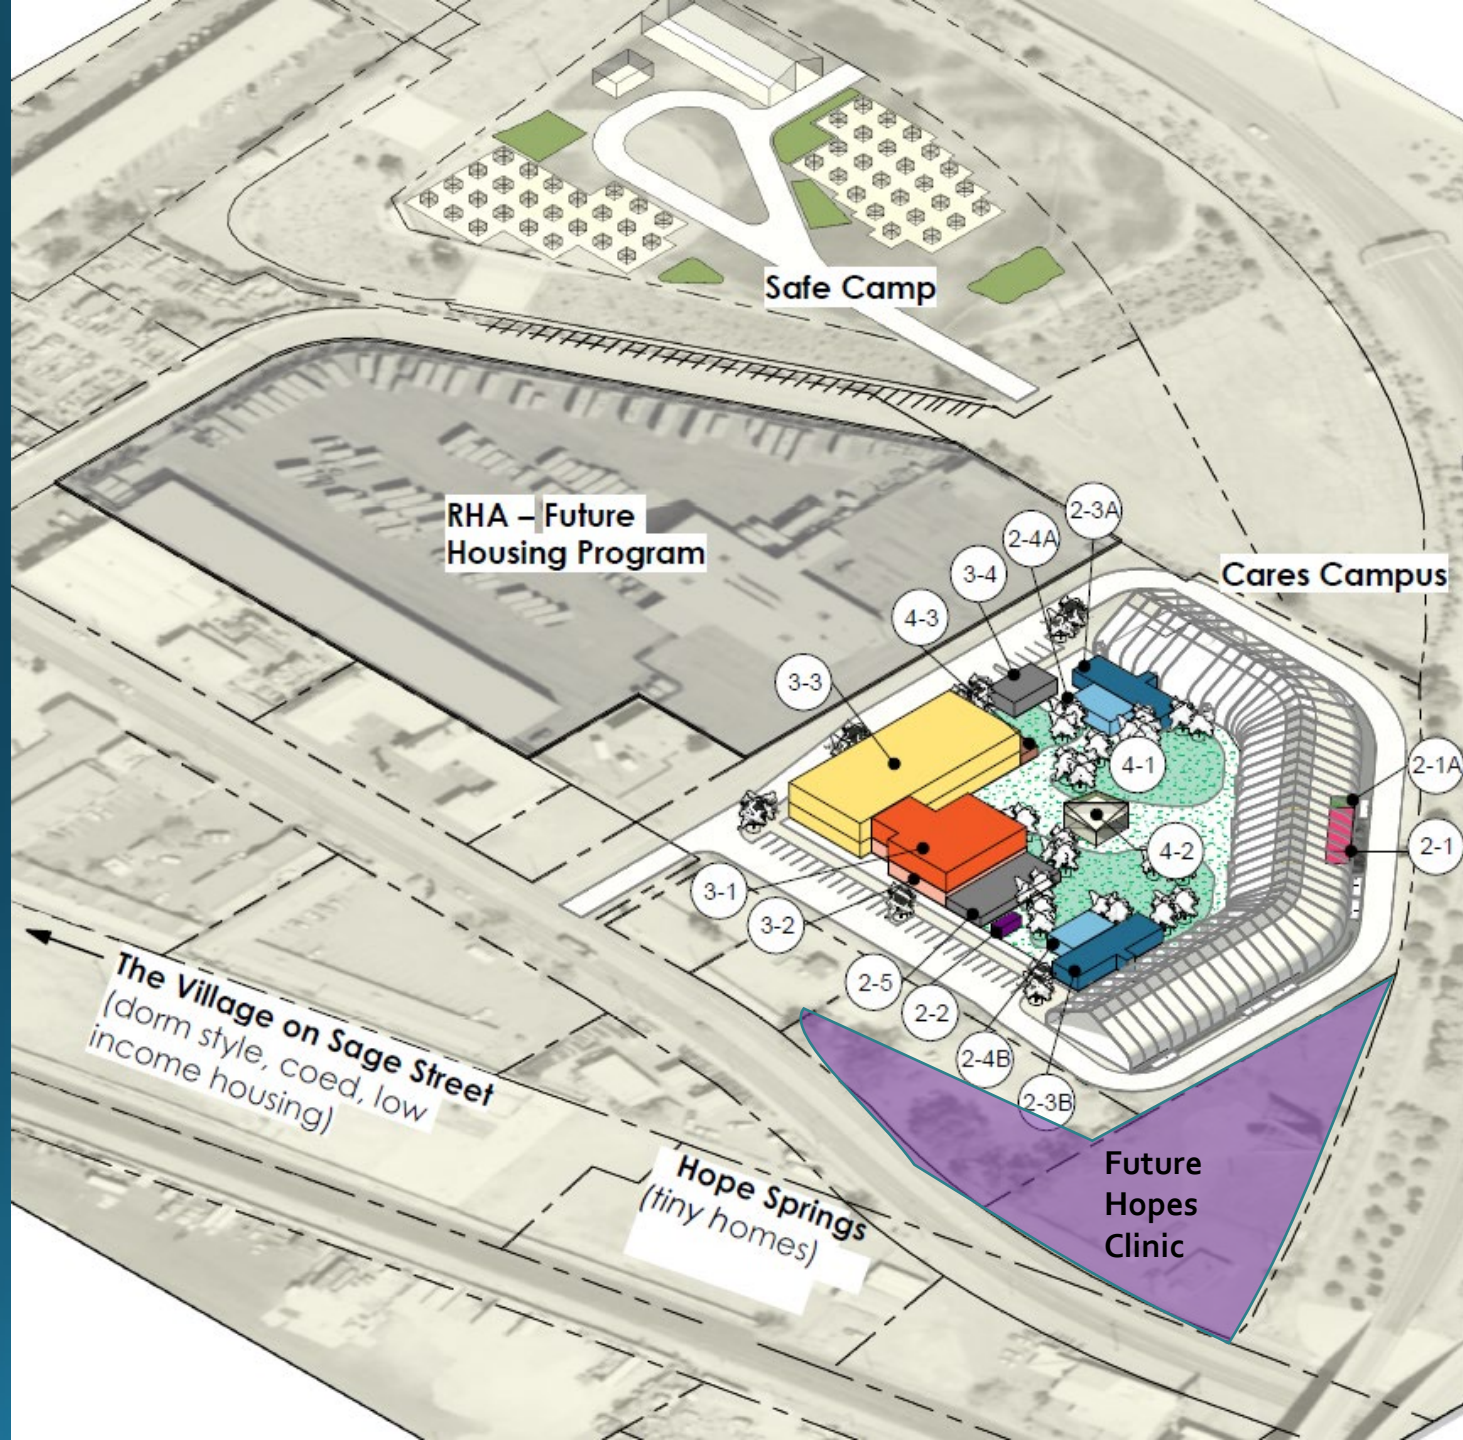 Safe Camp
RHA – Future
Housing Program
2-3A
2-4A
3-4
Cares Campus
4-3
3-3
4-1
2-1A
2-1
4-2
3-1
3-2
2-5
2-2
2-4B
2-3B
The Village on Sage Street
(dorm style, coed, low
income housing)
Hope Springs
(tiny homes)
Future
Hopes
Clinic